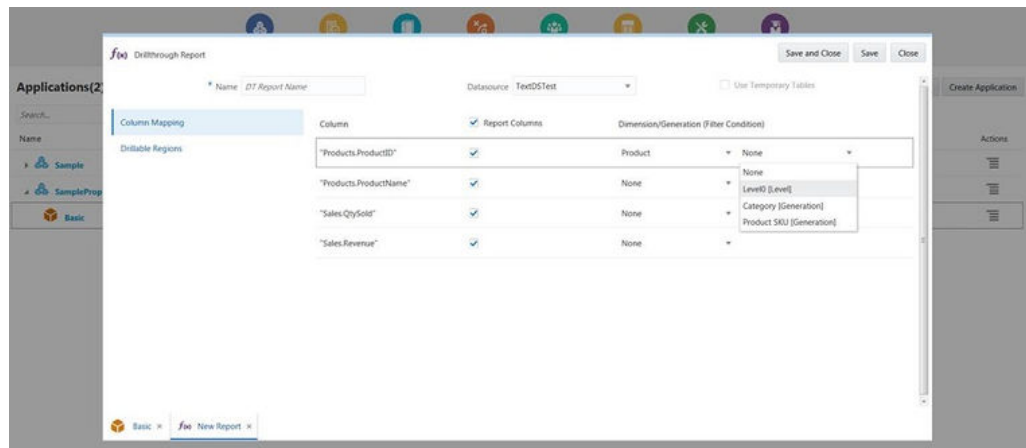 f(x) Drillthrough Report
Save and Close Save Close
Applications(2)
* Name DT Report Name Datasource TextDSTest Use Temporary Tables
Create Application
Search...
Column Mapping
Column Report Columns Dimension/Generation (Filter Condition)
Name
Actions
Drillable Regions
"Products.ProductID" Product None
Sample
None
"Products.ProductName" None
Level0 [Level]
SampleProp
Category [Generation]
Basic
"Sales.QtySold" None
Product SKU [Generation]
"Sales.Revenue" None
Basic × f(x) New Report ×